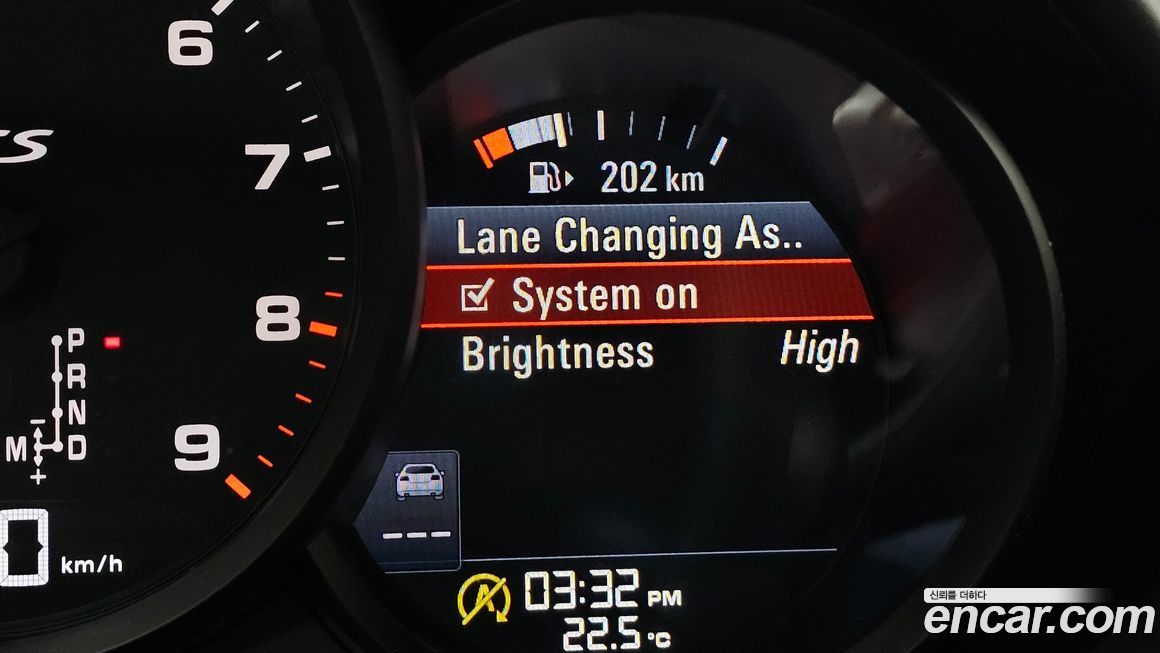 6
7
8
9
P
R
N
M D
0 km/h
202 km
Lane Changing As..
System on
Brightness High
A
03:32 PM
22.5 °C
신뢰를 더하다
encar.com